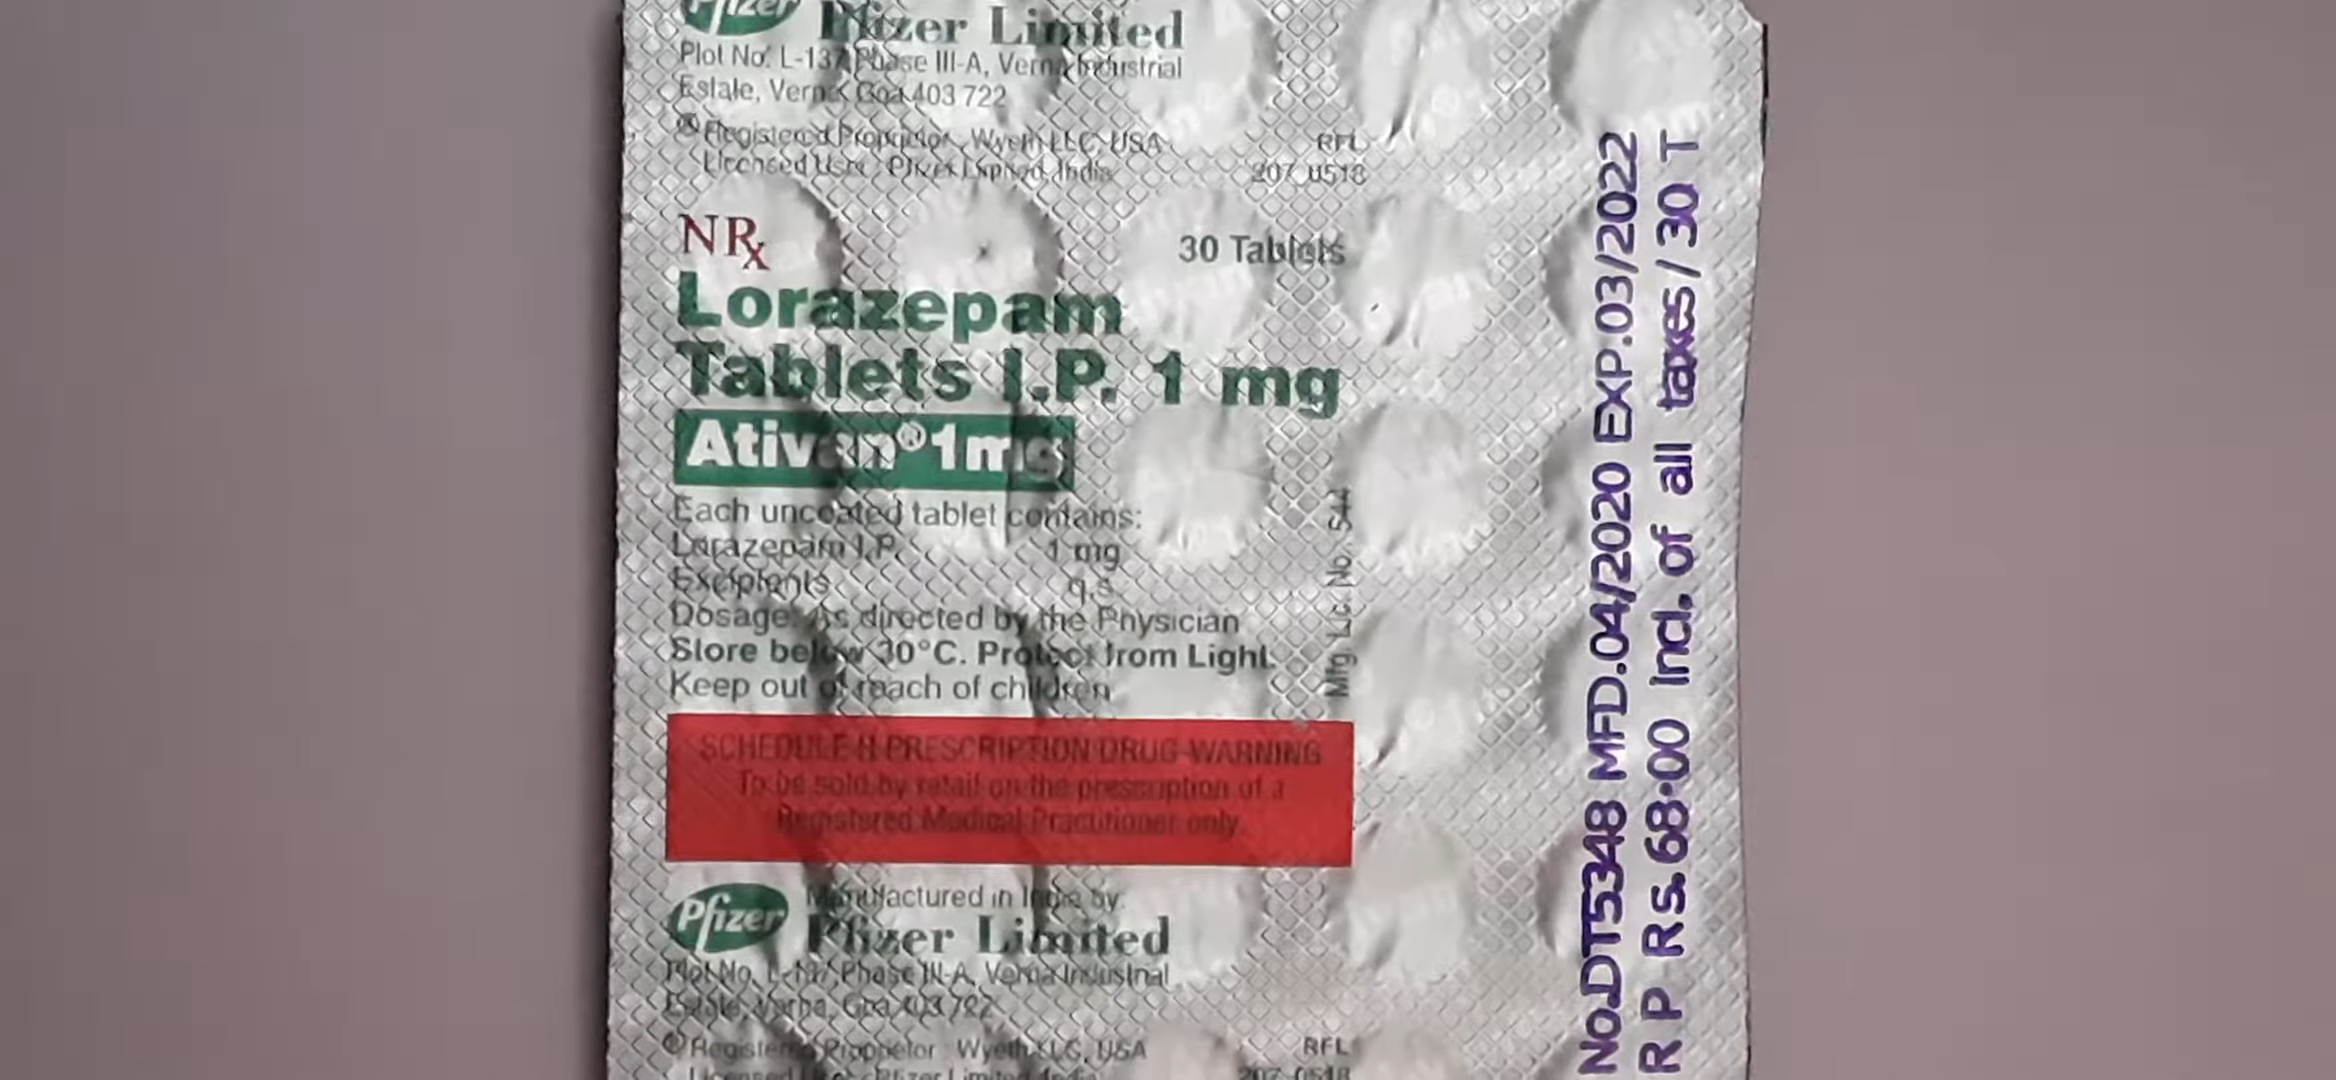 Pfizer
Pfizer Limited
Plot No. L-137, Phase III-A, Verna Industrial
Estate, Verna, Goa 403 722
® Registered Proprietor : Wyeth LLC, USA
Licensed User : Pfizer Limited, India
RFL
207 0518
NRx
30 Tablets
Lorazepam
Tablets I.P. 1 mg
Ativan® 1mg
Each uncoated tablet contains:
Lorazepam I.P. 1 mg
Excipients q.s
Dosage: As directed by the Physician
Store below 30°C. Protect from Light.
Keep out of reach of children
Mfg Lic No. 544
SCHEDULE H PRESCRIPTION DRUG-WARNING
To be sold by retail on the prescription of a
Registered Medical Practitioner only.
Pfizer
Manufactured in India by:
Pfizer Limited
Plot No. L-137, Phase III-A, Verna Industrial
Estate, Verna, Goa 403 722
® Registered Proprietor : Wyeth LLC, USA
Licensed User : Pfizer Limited, India
RFL
207 0518
No.DT5348 MFD.04/2020 EXP.03/2022
R P Rs.68.00 Incl. of all taxes/30 T